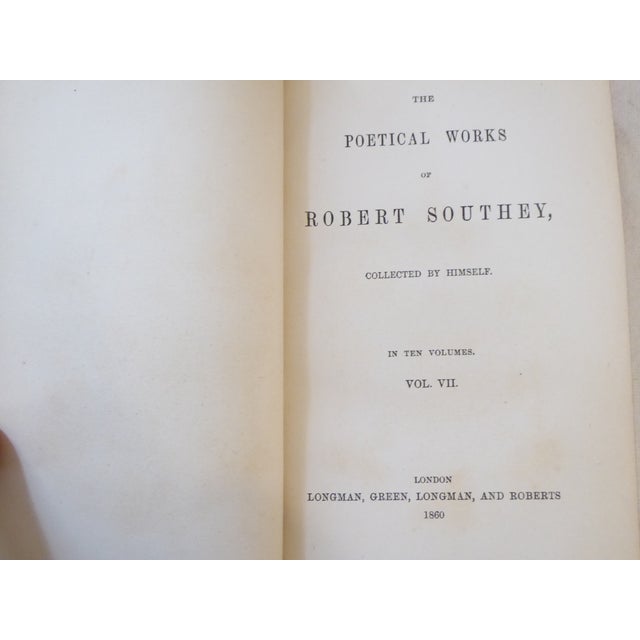 THE
POETICAL WORKS
OF
ROBERT SOUTHEY,
COLLECTED BY HIMSELF.
IN TEN VOLUMES.
VOL. VII.
LONDON
LONGMAN, GREEN, LONGMAN, AND ROBERTS
1860